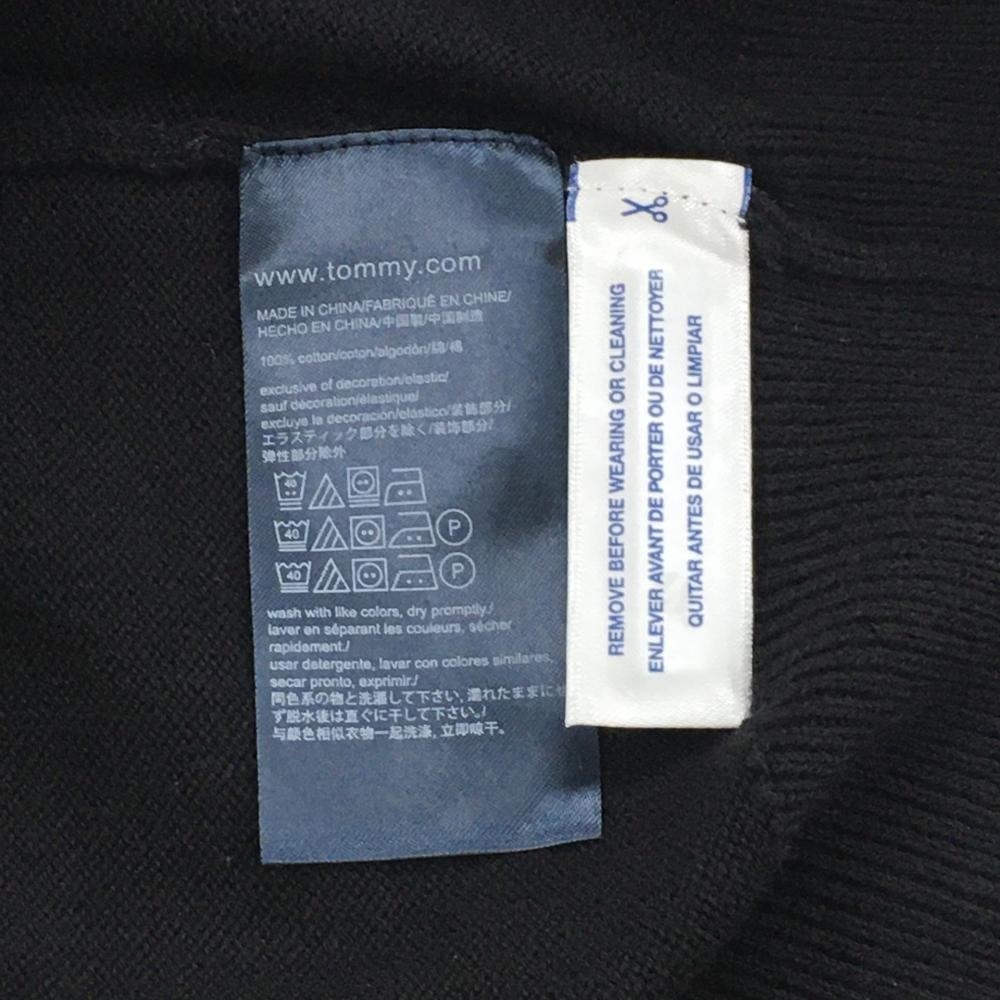 www.tommy.com
MADE IN CHINA/FABRIQUÉ EN CHINE/
HECHO EN CHINA/中国製/中国制造
100% cotton/coton/algodón/綿/棉
exclusive of decoration/elastic/
sauf décoration/élastique/
excluye la decoración/elástico/装飾部分/
エラスティック部分を除く/装饰部分/
弹性部分除外
40
40 P
40 P
wash with like colors, dry promptly./
laver en séparant les couleurs, sécher
rapidement./
usar detergente, lavar con colores similares,
secar pronto, exprimir./
同色系の物と洗濯して下さい, 濡れたままにせ
ず脱水後は直ぐに干して下さい。/
与颜色相似衣物一起洗涤, 立即晾干。
REMOVE BEFORE WEARING OR CLEANING
ENLEVER AVANT DE PORTER OU DE NETTOYER
QUITAR ANTES DE USAR O LIMPIAR